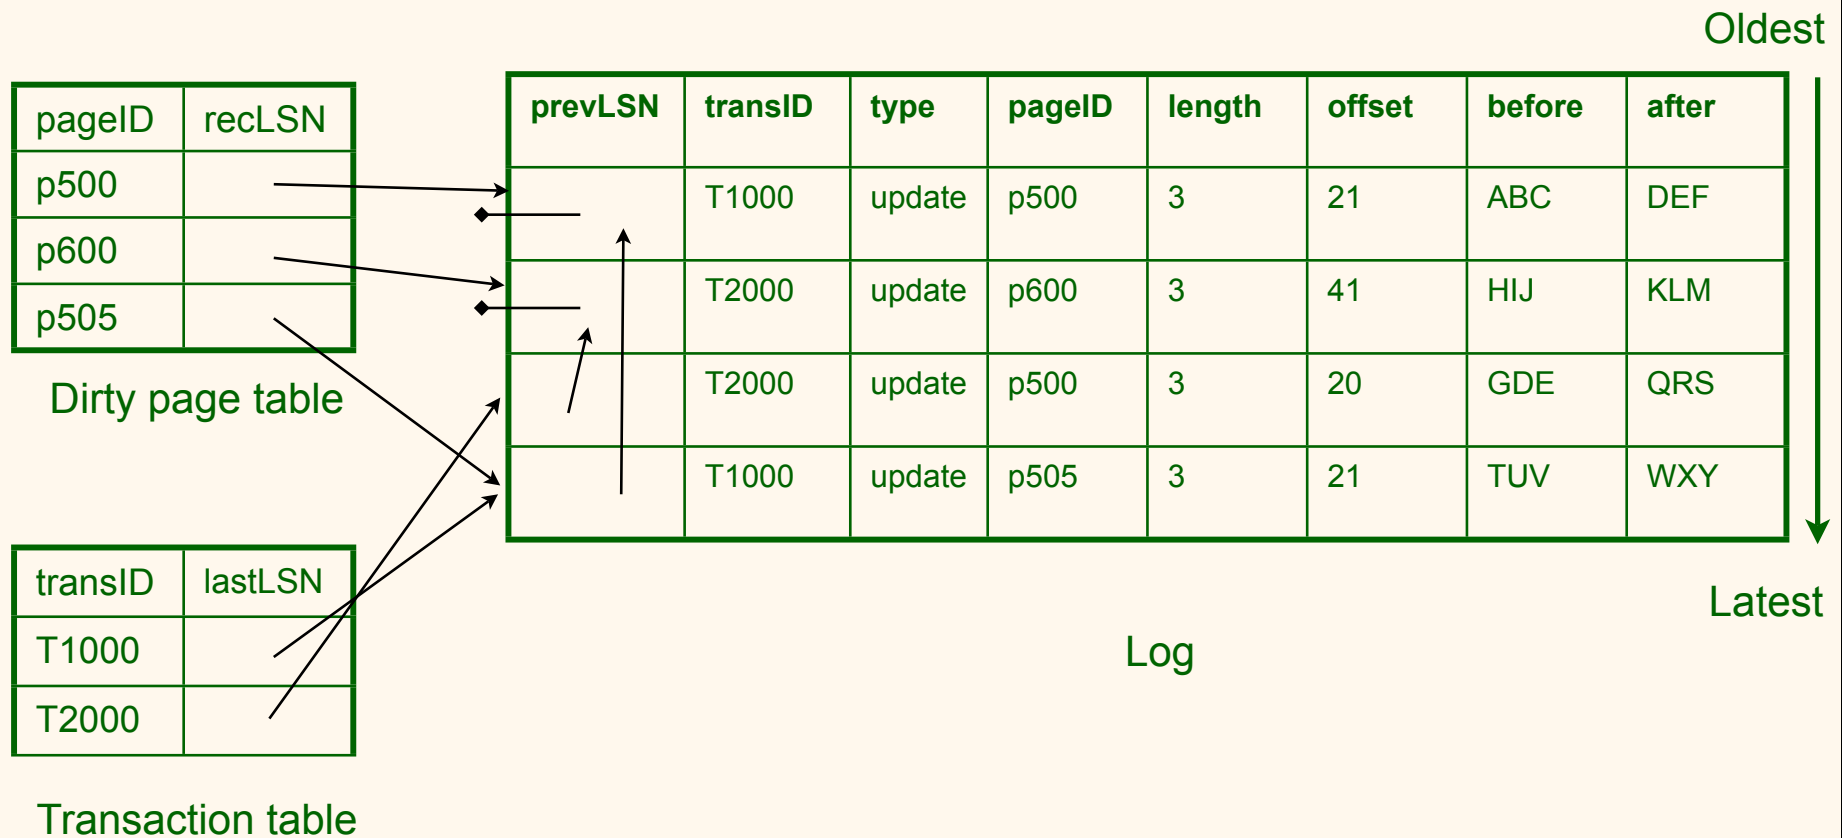 Oldest
pageID recLSN
p500
p600
p505
Dirty page table
prevLSN transID type pageID length offset before after
T1000 update p500 3 21 ABC DEF
T2000 update p600 3 41 HIJ KLM
T2000 update p500 3 20 GDE QRS
T1000 update p505 3 21 TUV WXY
Latest
Log
transID lastLSN
T1000
T2000
Transaction table